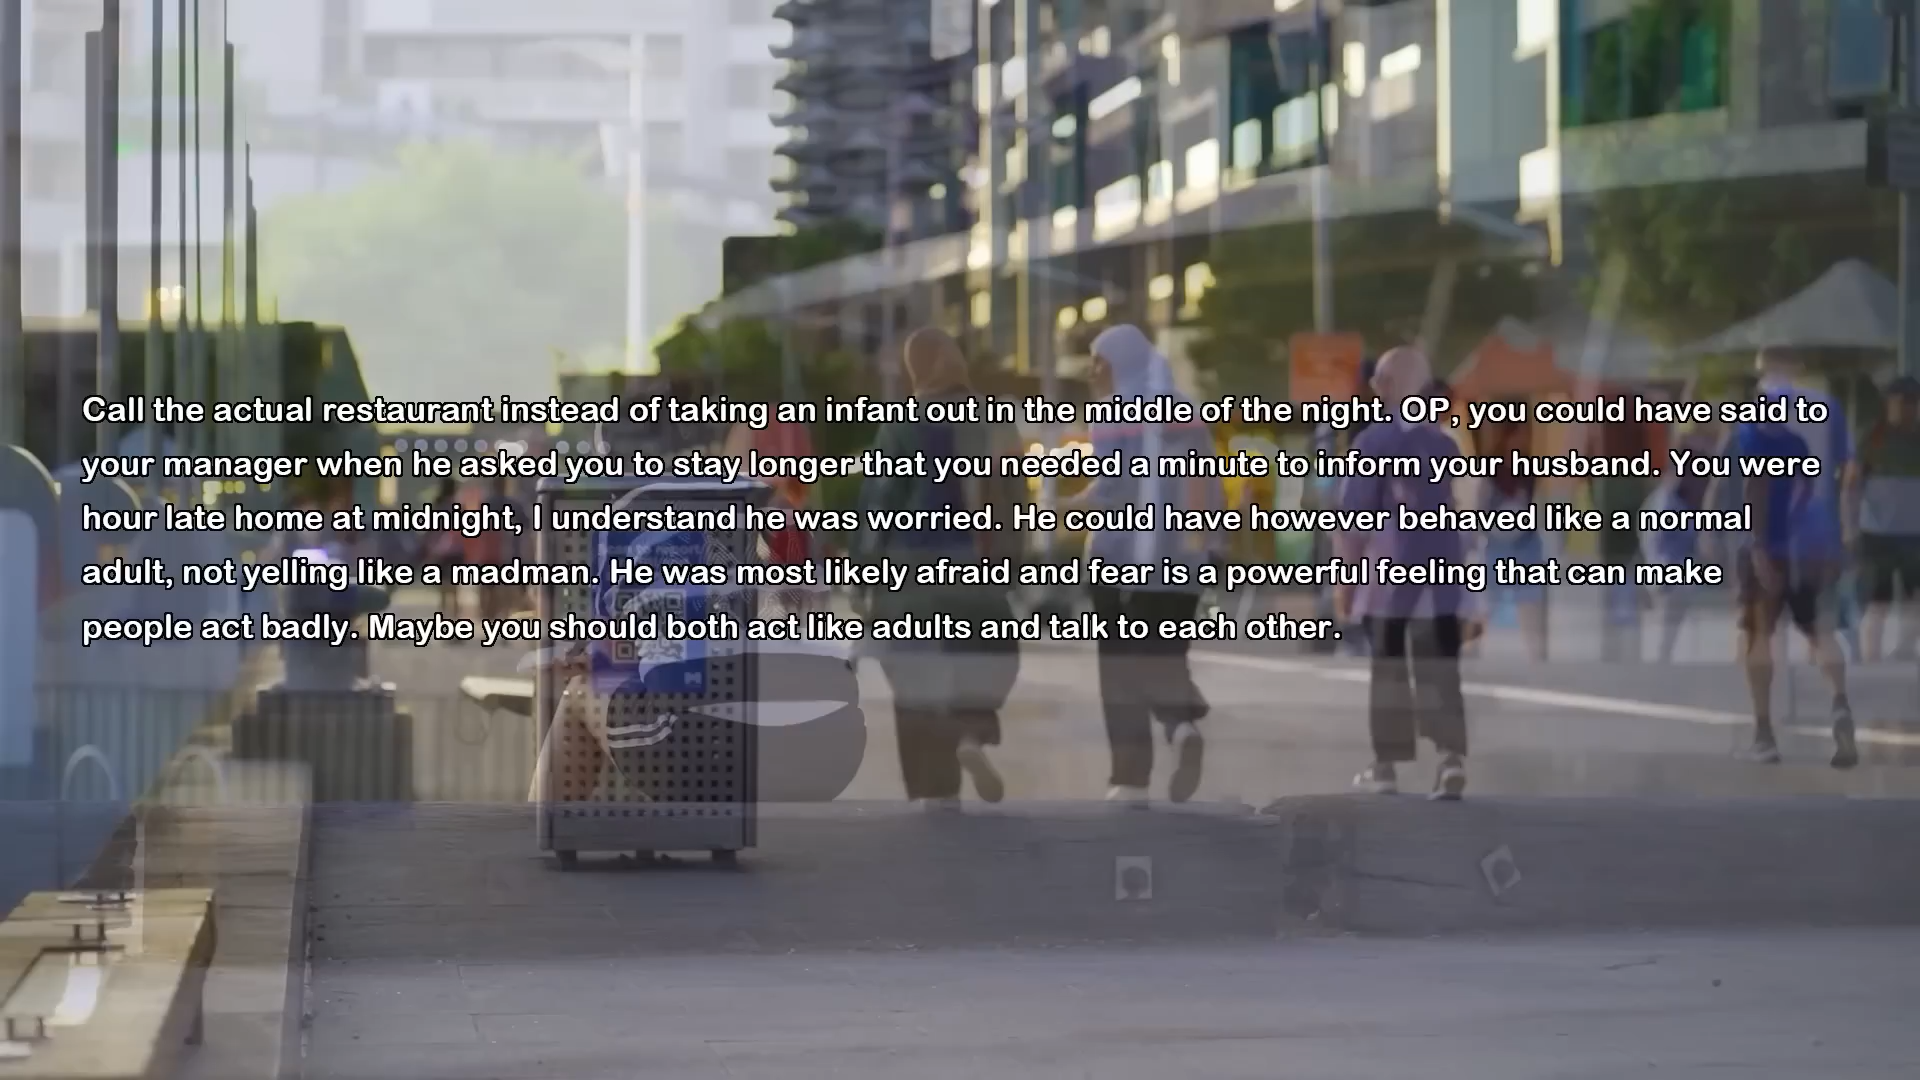 Call the actual restaurant instead of taking an infant out in the middle of the night. OP, you could have said to
your manager when he asked you to stay longer that you needed a minute to inform your husband. You were
hour late home at midnight, I understand he was worried. He could have however behaved like a normal
adult, not yelling like a madman. He was most likely afraid and fear is a powerful feeling that can make
people act badly. Maybe you should both act like adults and talk to each other.